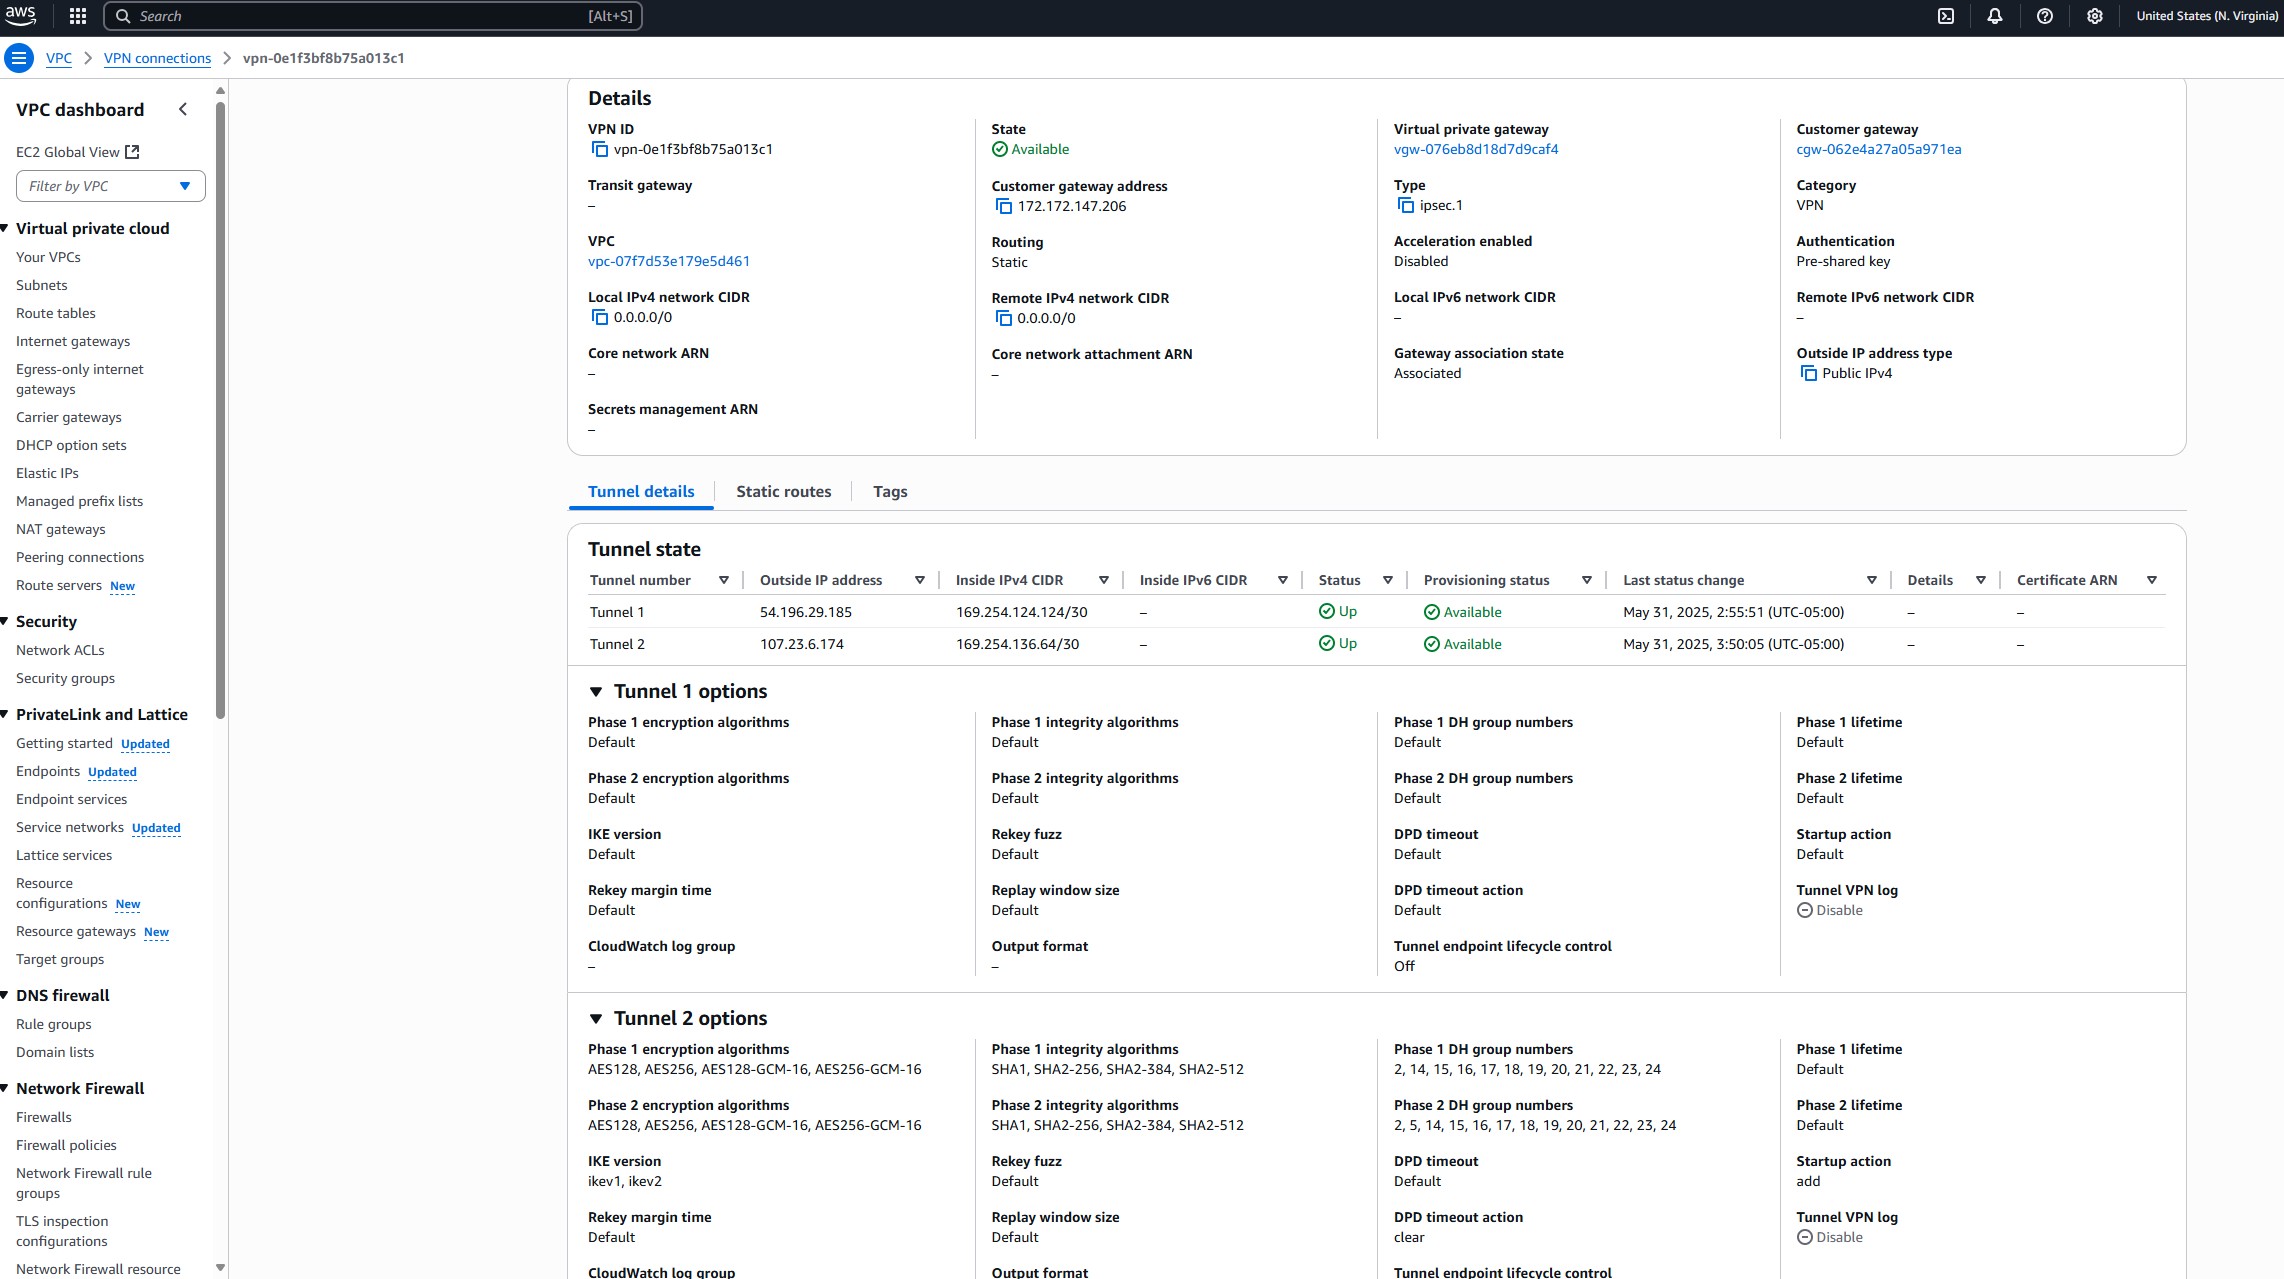 aws
Search [Alt+S]
United States (N. Virginia)
VPC
VPN connections
vpn-0e1f3bf8b75a013c1
VPC dashboard
EC2 Global View
Filter by VPC
Virtual private cloud
Your VPCs
Subnets
Route tables
Internet gateways
Egress-only internet
gateways
Carrier gateways
DHCP option sets
Elastic IPs
Managed prefix lists
NAT gateways
Peering connections
Route servers New
Security
Network ACLs
Security groups
PrivateLink and Lattice
Getting started Updated
Endpoints Updated
Endpoint services
Service networks Updated
Lattice services
Resource
configurations New
Resource gateways New
Target groups
DNS firewall
Rule groups
Domain lists
Network Firewall
Firewalls
Firewall policies
Network Firewall rule
groups
TLS inspection
configurations
Network Firewall resource
Details
VPN ID
vpn-0e1f3bf8b75a013c1
Transit gateway
–
VPC
vpc-07f7d53e179e5d461
Local IPv4 network CIDR
0.0.0.0/0
Core network ARN
–
Secrets management ARN
–
State
Available
Customer gateway address
172.172.147.206
Routing
Static
Remote IPv4 network CIDR
0.0.0.0/0
Core network attachment ARN
–
Virtual private gateway
vgw-076eb8d18d7d9caf4
Type
ipsec.1
Acceleration enabled
Disabled
Local IPv6 network CIDR
–
Gateway association state
Associated
Customer gateway
cgw-062e4a27a05a971ea
Category
VPN
Authentication
Pre-shared key
Remote IPv6 network CIDR
–
Outside IP address type
Public IPv4
Tunnel details Static routes Tags
Tunnel state
Tunnel number Outside IP address Inside IPv4 CIDR Inside IPv6 CIDR Status Provisioning status Last status change Details Certificate ARN
Tunnel 1 54.196.29.185 169.254.124.124/30 – Up Available May 31, 2025, 2:55:51 (UTC-05:00) – –
Tunnel 2 107.23.6.174 169.254.136.64/30 – Up Available May 31, 2025, 3:50:05 (UTC-05:00) – –
Tunnel 1 options
Phase 1 encryption algorithms
Default
Phase 2 encryption algorithms
Default
IKE version
Default
Rekey margin time
Default
CloudWatch log group
–
Phase 1 integrity algorithms
Default
Phase 2 integrity algorithms
Default
Rekey fuzz
Default
Replay window size
Default
Output format
–
Phase 1 DH group numbers
Default
Phase 2 DH group numbers
Default
DPD timeout
Default
DPD timeout action
Default
Tunnel endpoint lifecycle control
Off
Phase 1 lifetime
Default
Phase 2 lifetime
Default
Startup action
Default
Tunnel VPN log
Disable
Tunnel 2 options
Phase 1 encryption algorithms
AES128, AES256, AES128-GCM-16, AES256-GCM-16
Phase 2 encryption algorithms
AES128, AES256, AES128-GCM-16, AES256-GCM-16
IKE version
ikev1, ikev2
Rekey margin time
Default
CloudWatch log group
Phase 1 integrity algorithms
SHA1, SHA2-256, SHA2-384, SHA2-512
Phase 2 integrity algorithms
SHA1, SHA2-256, SHA2-384, SHA2-512
Rekey fuzz
Default
Replay window size
Default
Output format
Phase 1 DH group numbers
2, 14, 15, 16, 17, 18, 19, 20, 21, 22, 23, 24
Phase 2 DH group numbers
2, 5, 14, 15, 16, 17, 18, 19, 20, 21, 22, 23, 24
DPD timeout
Default
DPD timeout action
clear
Tunnel endpoint lifecycle control
Phase 1 lifetime
Default
Phase 2 lifetime
Default
Startup action
add
Tunnel VPN log
Disable